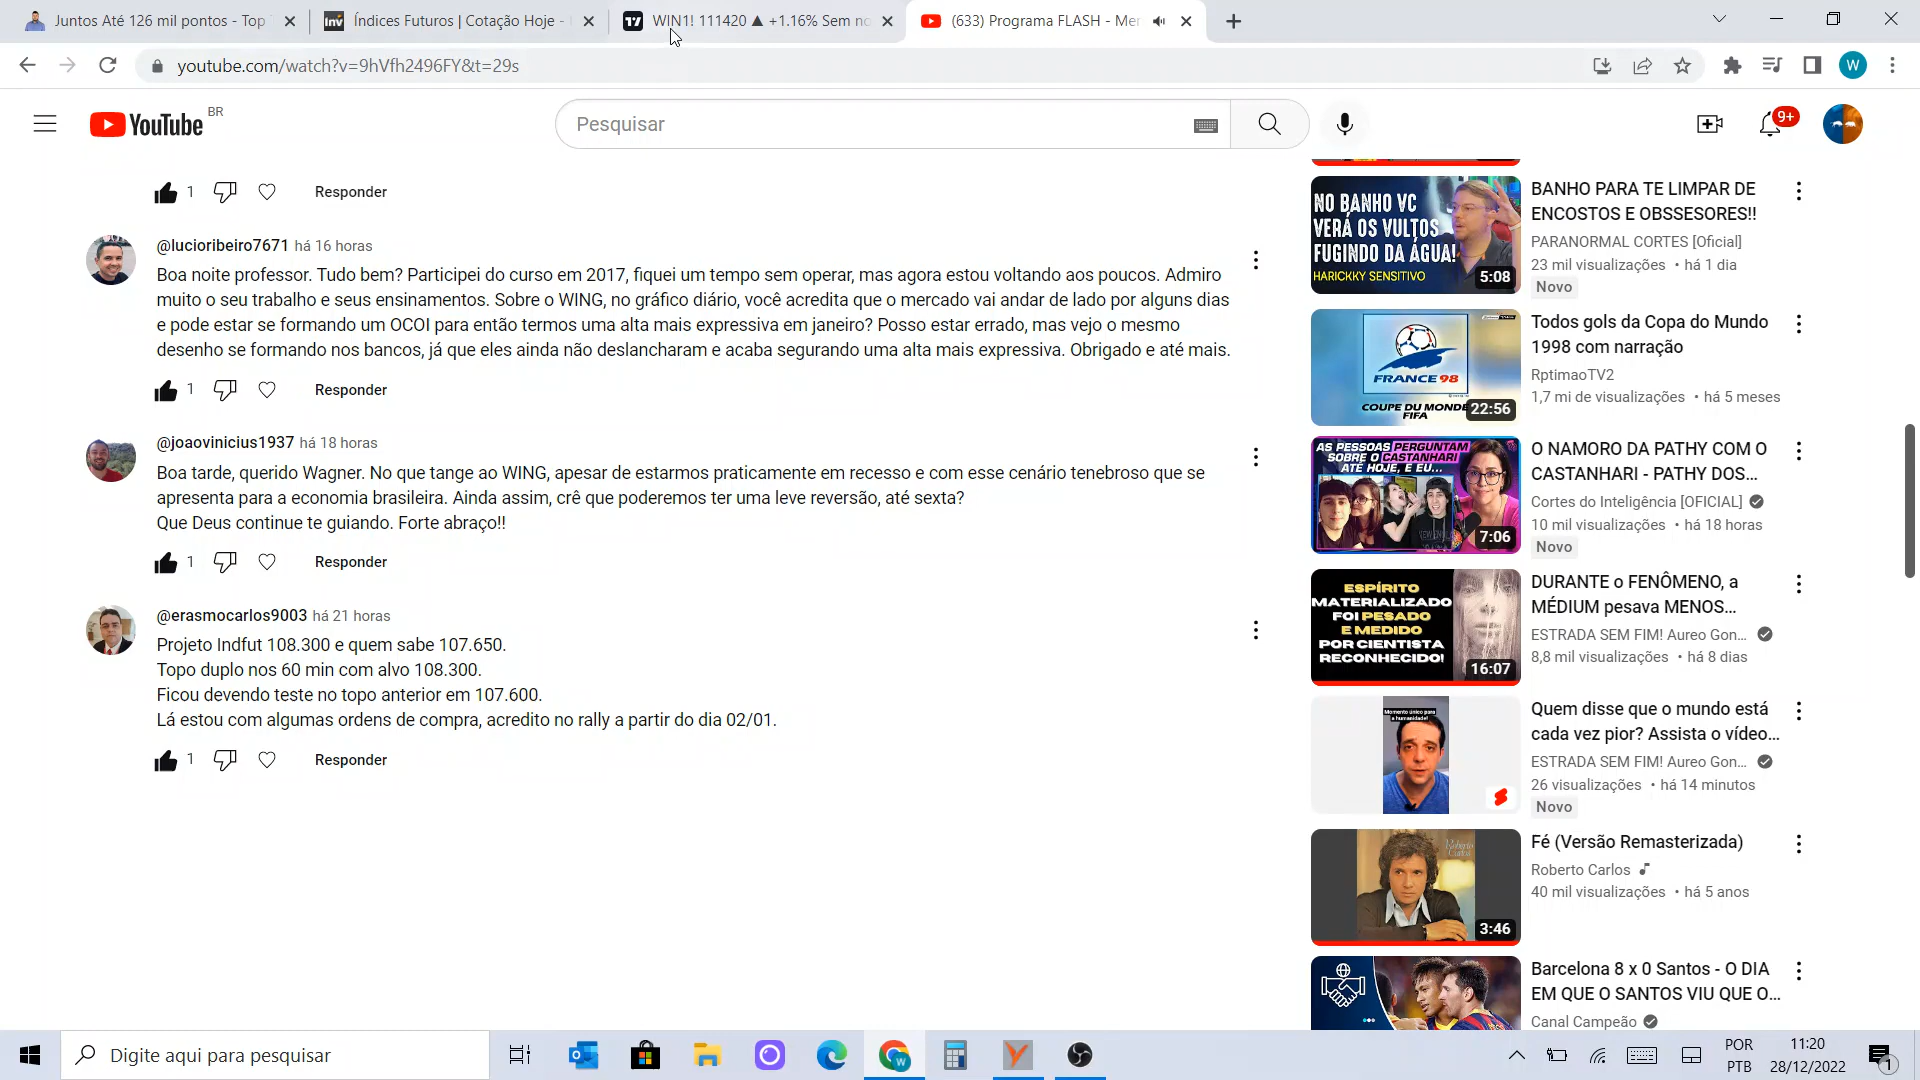 Juntos Até 126 mil pontos - Top
Índices Futuros | Cotação Hoje -
WIN1! 111420 ▲ +1.16% Sem no
(633) Programa FLASH - Mer
youtube.com/watch?v=9hVfh2496FY&t=29s
W
YouTube BR
Pesquisar
9+
1 Responder
@lucioribeiro7671 há 16 horas
Boa noite professor. Tudo bem? Participei do curso em 2017, fiquei um tempo sem operar, mas agora estou voltando aos poucos. Admiro
muito o seu trabalho e seus ensinamentos. Sobre o WING, no gráfico diário, você acredita que o mercado vai andar de lado por alguns dias
e pode estar se formando um OCOI para então termos uma alta mais expressiva em janeiro? Posso estar errado, mas vejo o mesmo
desenho se formando nos bancos, já que eles ainda não deslancharam e acaba segurando uma alta mais expressiva. Obrigado e até mais.
1 Responder
@joaovinicius1937 há 18 horas
Boa tarde, querido Wagner. No que tange ao WING, apesar de estarmos praticamente em recesso e com esse cenário tenebroso que se
apresenta para a economia brasileira. Ainda assim, crê que poderemos ter uma leve reversão, até sexta?
Que Deus continue te guiando. Forte abraço!!
1 Responder
@erasmocarlos9003 há 21 horas
Projeto Indfut 108.300 e quem sabe 107.650.
Topo duplo nos 60 min com alvo 108.300.
Ficou devendo teste no topo anterior em 107.600.
Lá estou com algumas ordens de compra, acredito no rally a partir do dia 02/01.
1 Responder
NO BANHO VC
VERÁ OS VULTOS
FUGINDO DA ÁGUA!
HARICKKY SENSITIVO
5:08
BANHO PARA TE LIMPAR DE
ENCOSTOS E OBSSESORES!!
PARANORMAL CORTES [Oficial]
23 mil visualizações • há 1 dia
Novo
FRANCE 98
COUPE DU MONDE
FIFA
22:56
Todos gols da Copa do Mundo
1998 com narração
RptimaoTV2
1,7 mi de visualizações • há 5 meses
AS PESSOAS PERGUNTAM
SOBRE O CASTANHARI
ATÉ HOJE, E EU...
7:06
O NAMORO DA PATHY COM O
CASTANHARI - PATHY DOS...
Cortes do Inteligência [OFICIAL]
10 mil visualizações • há 18 horas
Novo
ESPÍRITO
MATERIALIZADO
FOI PESADO
E MEDIDO
POR CIENTISTA
RECONHECIDO!
16:07
DURANTE o FENÔMENO, a
MÉDIUM pesava MENOS...
ESTRADA SEM FIM! Aureo Gon...
8,8 mil visualizações • há 8 dias
Momento único para
a humanidade!
Quem disse que o mundo está
cada vez pior? Assista o vídeo...
ESTRADA SEM FIM! Aureo Gon...
26 visualizações • há 14 minutos
Novo
Roberto
Carlos
3:46
Fé (Versão Remasterizada)
Roberto Carlos
40 mil visualizações • há 5 anos
Barcelona 8 x 0 Santos - O DIA
EM QUE O SANTOS VIU QUE O...
Canal Campeão
Digite aqui para pesquisar
POR
PTB
11:20
28/12/2022
1